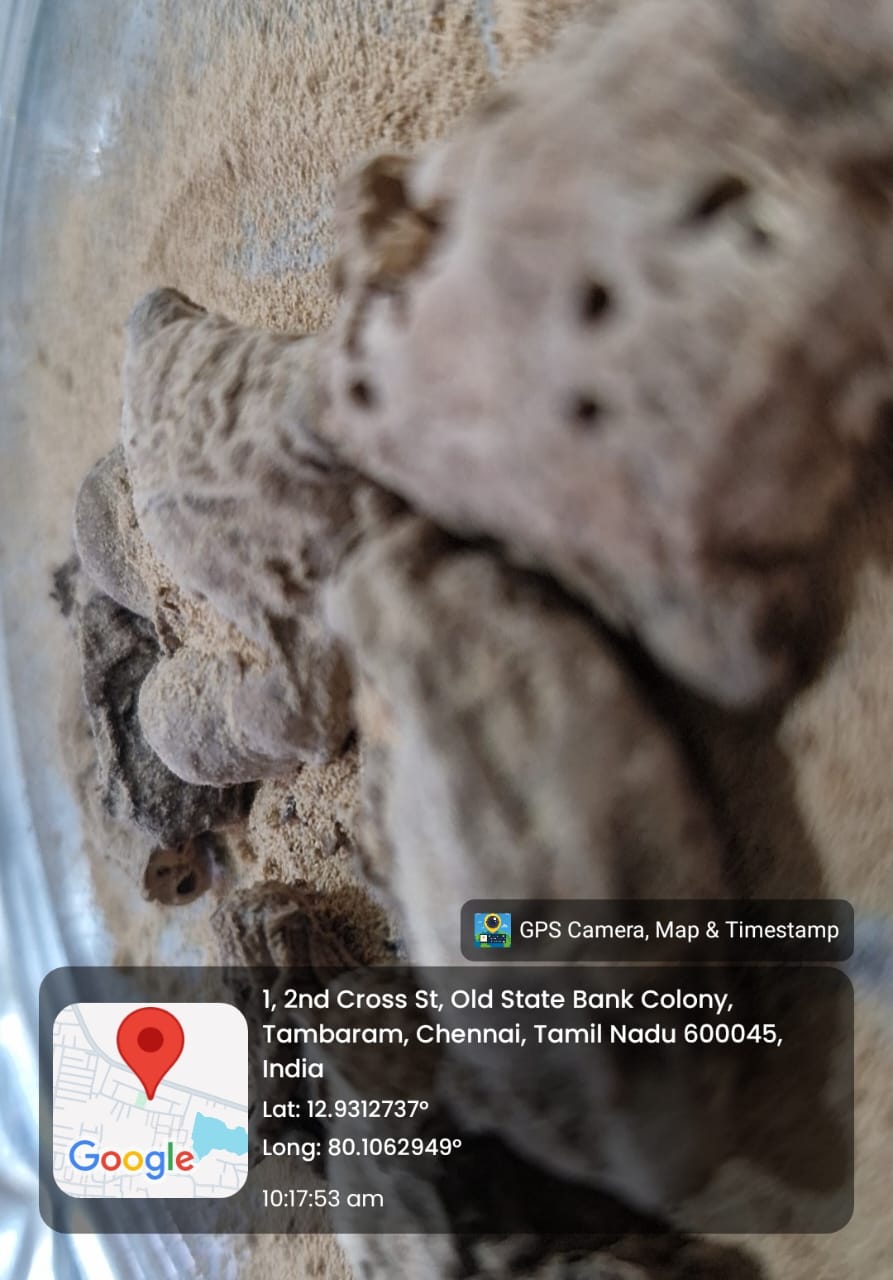 GPS Camera, Map & Timestamp
1, 2nd Cross St, Old State Bank Colony,
Tambaram, Chennai, Tamil Nadu 600045,
India
Lat: 12.9312737°
Long: 80.1062949°
Google
10:17:53 am